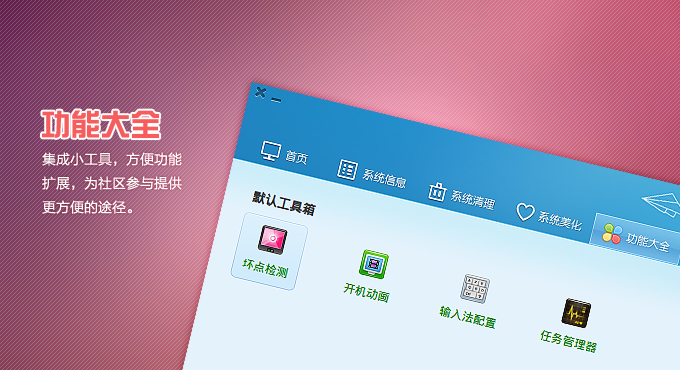 功能大全
集成小工具，方便功能
扩展，为社区参与提供
更方便的途径。
首页
系统信息
系统清理
系统美化
功能大全
默认工具箱
坏点检测
开机动画
输入法配置
任务管理器